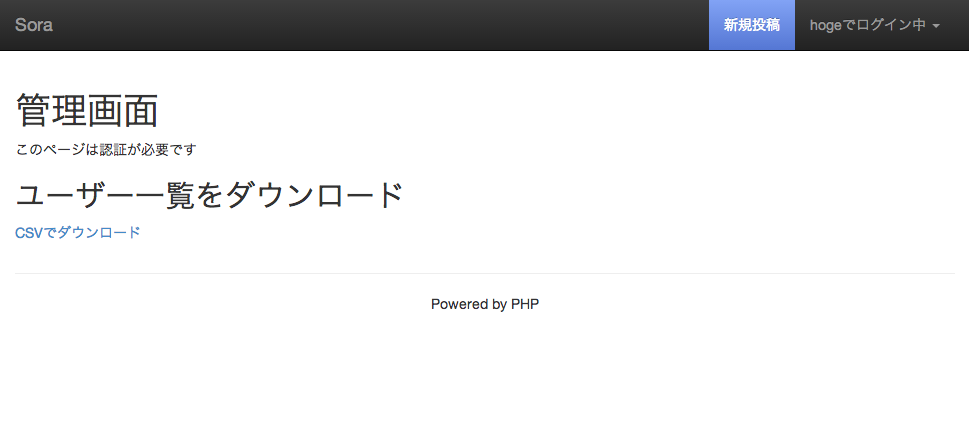 Sora
新規投稿
hogeでログイン中
管理画面
このページは認証が必要です
ユーザー一覧をダウンロード
CSVでダウンロード
Powered by PHP